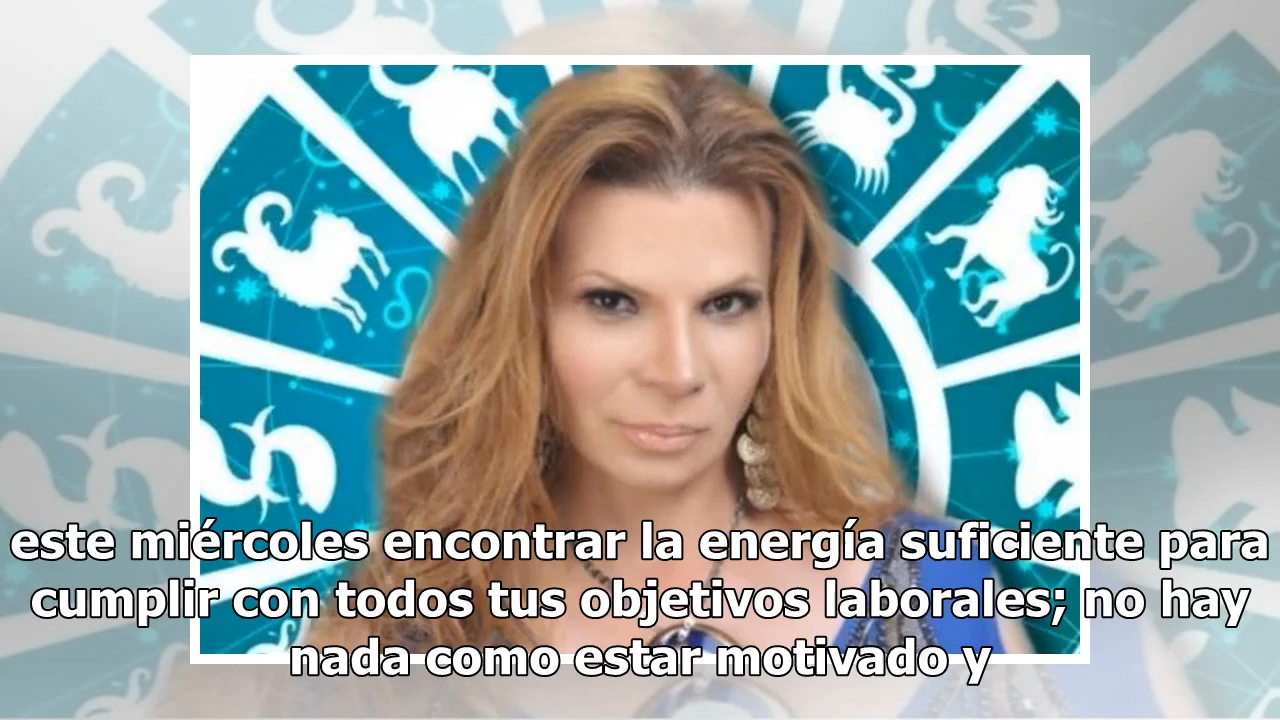 este miércoles encontrar la energía suficiente para
cumplir con todos tus objetivos laborales; no hay
nada como estar motivado y